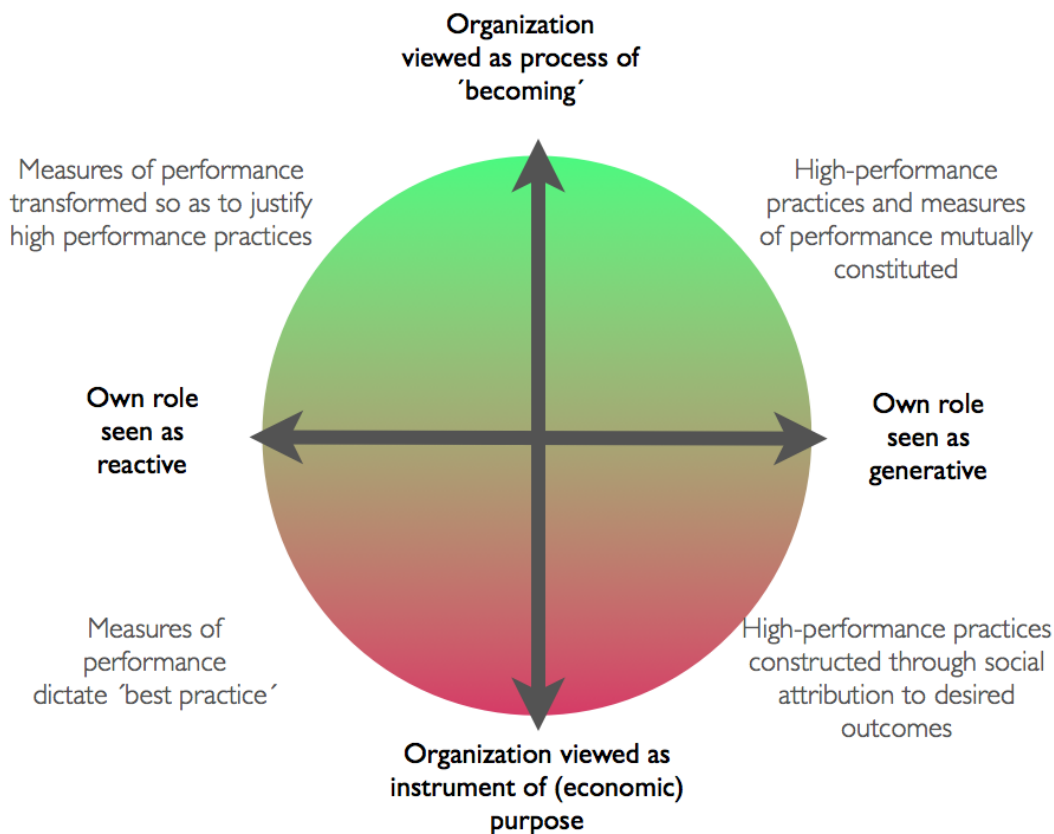 Organization
viewed as process of
´becoming´
Measures of performance
transformed so as to justify
high performance practices
High-performance
practices and measures
of performance mutually
constituted
Own role
seen as
reactive
Own role
seen as
generative
Measures of
performance
dictate ´best practice´
High-performance practices
constructed through social
attribution to desired
outcomes
Organization viewed as
instrument of (economic)
purpose